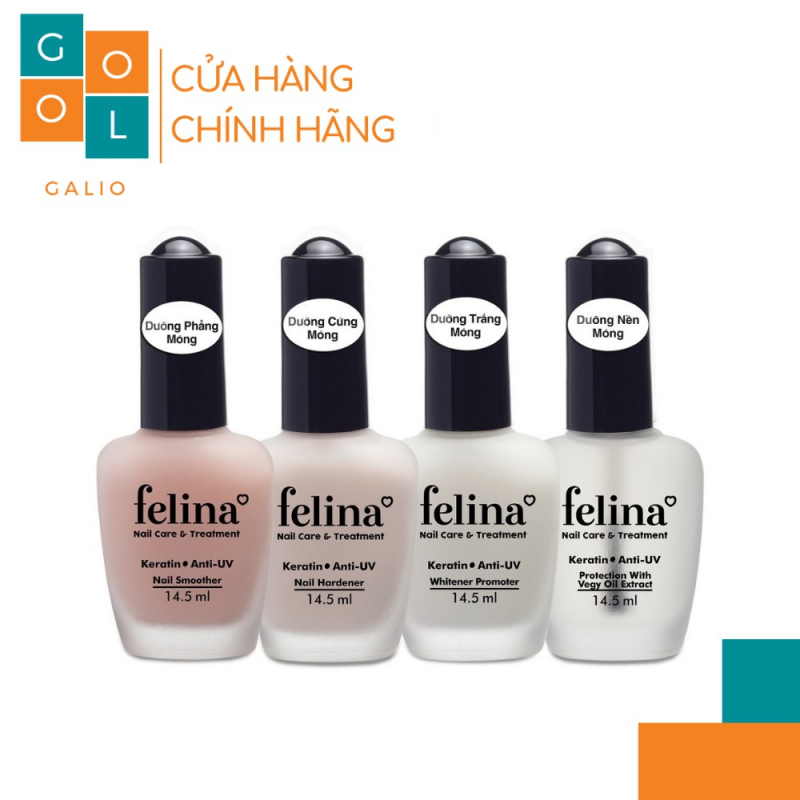 G
O O
L
GALIO
CỬA HÀNG
CHÍNH HÃNG
Dưỡng Phẳng
Móng
felina
Nail Care & Treatment
Keratin • Anti-UV
Nail Smoother
14.5 ml
Dưỡng Cứng
Móng
felina
Nail Care & Treatment
Keratin • Anti-UV
Nail Hardener
14.5 ml
Dưỡng Trắng
Móng
felina
Nail Care & Treatment
Keratin • Anti-UV
Whitener Promoter
14.5 ml
Dưỡng Nền
Móng
felina
Nail Care & Treatment
Keratin • Anti-UV
Protection With
Vegy Oil Extract
14.5 ml